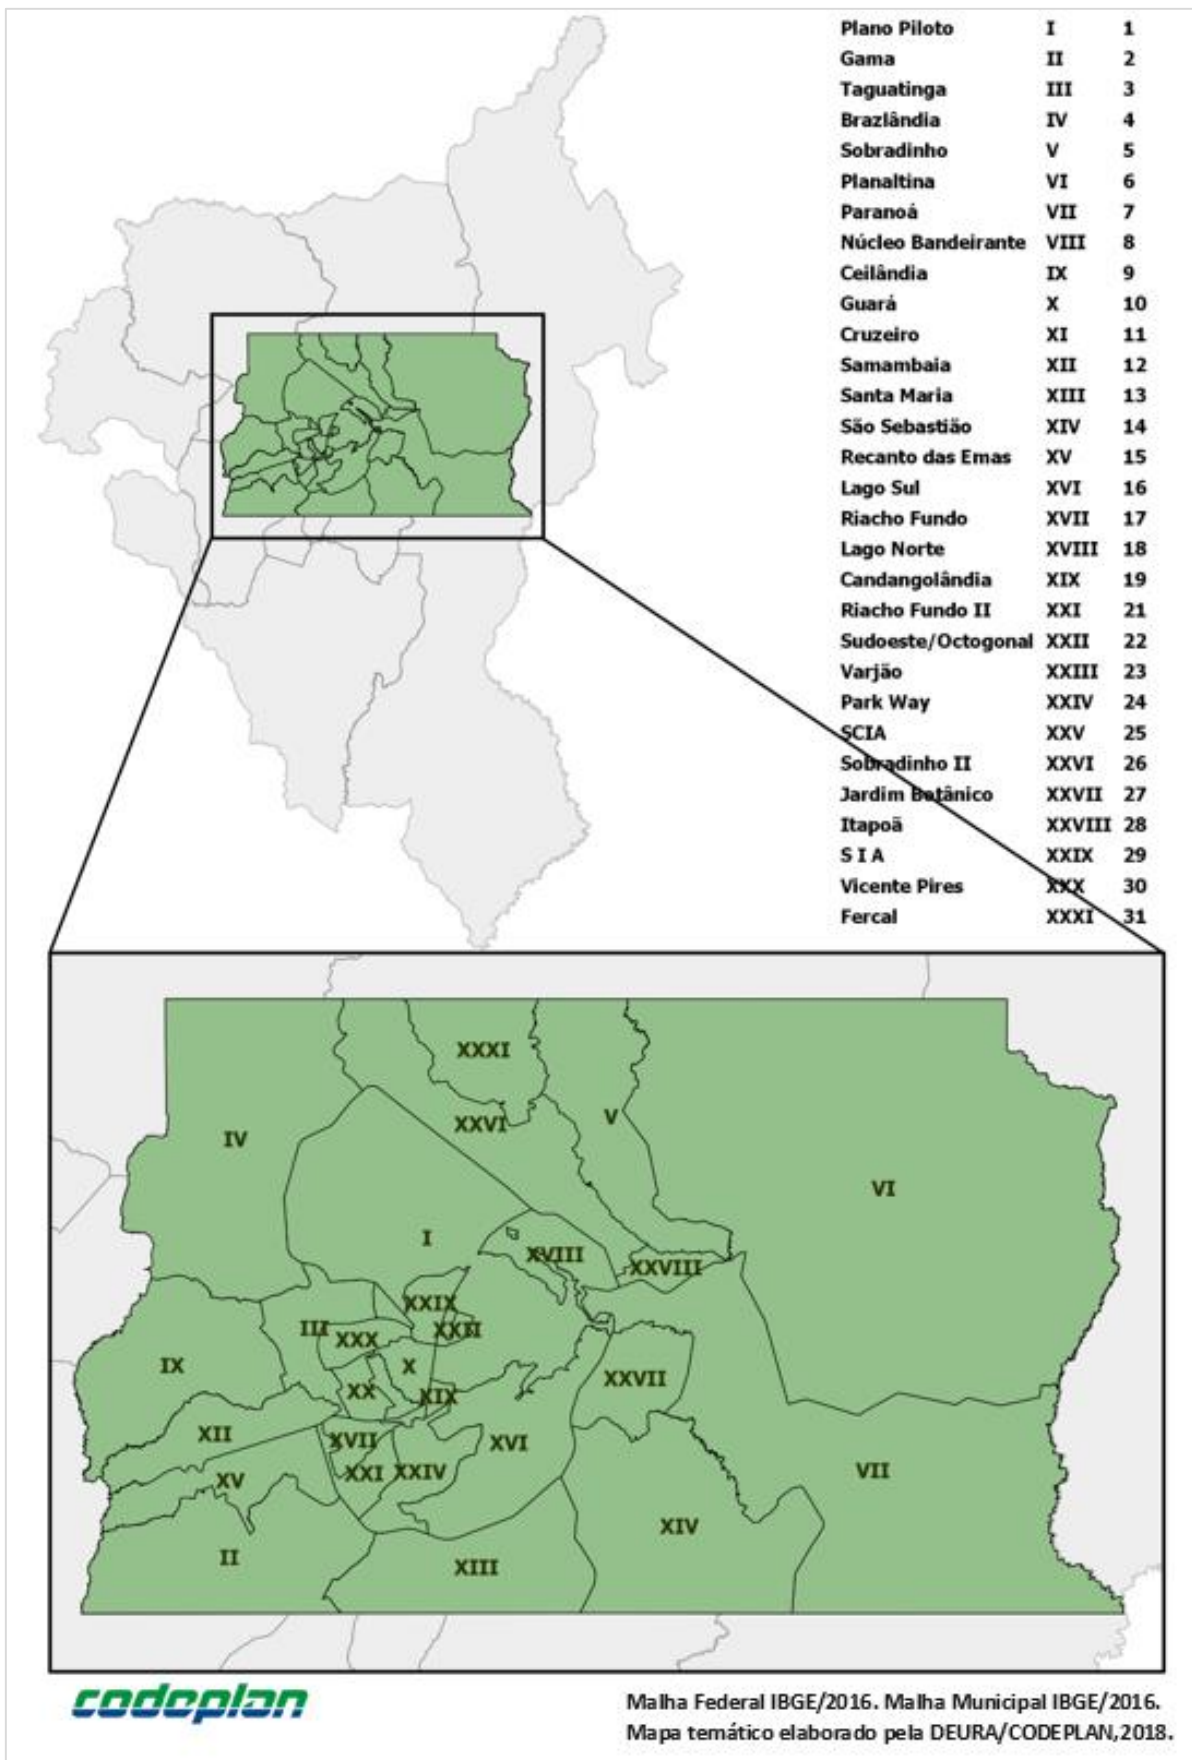 Plano Piloto I 1
Gama II 2
Taguatinga III 3
Brazlândia IV 4
Sobradinho V 5
Planaltina VI 6
Paranoá VII 7
Núcleo Bandeirante VIII 8
Ceilândia IX 9
Guará X 10
Cruzeiro XI 11
Samambaia XII 12
Santa Maria XIII 13
São Sebastião XIV 14
Recanto das Emas XV 15
Lago Sul XVI 16
Riacho Fundo XVII 17
Lago Norte XVIII 18
Candangolândia XIX 19
Riacho Fundo II XXI 21
Sudoeste/Octogonal XXII 22
Varjão XXIII 23
Park Way XXIV 24
SCIA XXV 25
Sobradinho II XXVI 26
Jardim Botânico XXVII 27
Itapoã XXVIII 28
S I A XXIX 29
Vicente Pires XXX 30
Fercal XXXI 31
XXXI
XXVI
V
IV
VI
I
XVIII
XXVIII
XXIX
III
XXX
XXII
IX
X
XXVII
XX
XIX
XII
XVII
XVI
XV
XXI
XXIV
VII
XIV
II
XIII
codeplan
Malha Federal IBGE/2016. Malha Municipal IBGE/2016.
Mapa temático elaborado pela DEURA/CODEPLAN,2018.